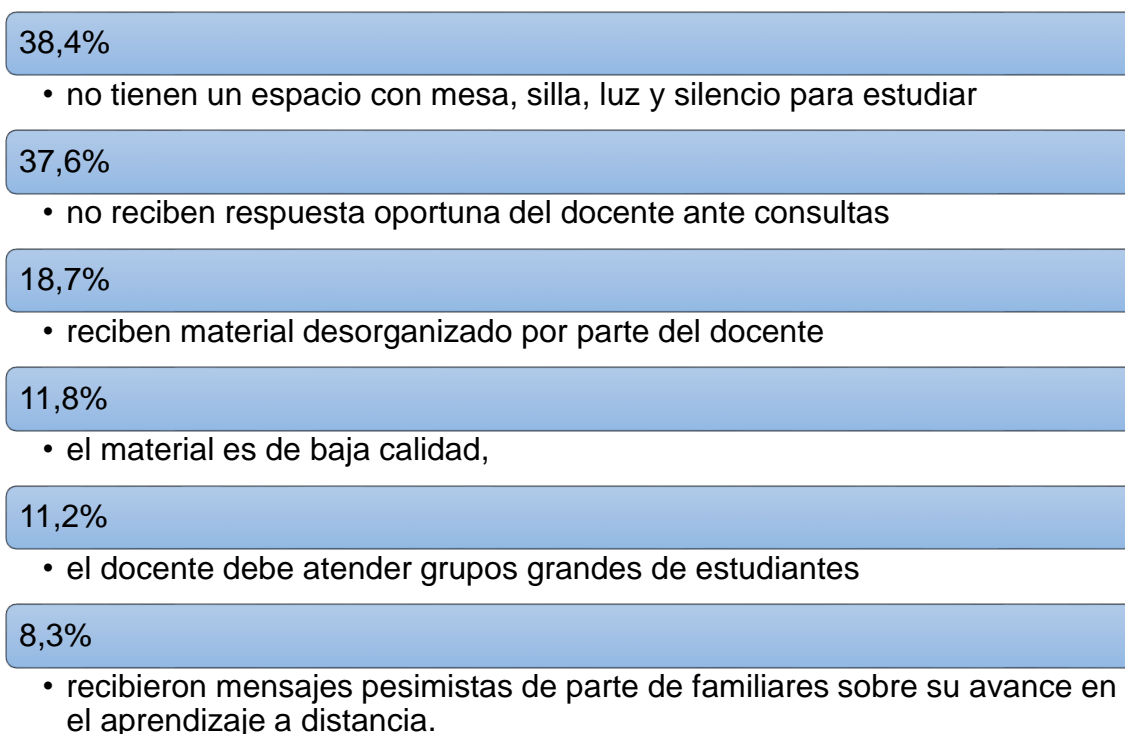 38,4%
• no tienen un espacio con mesa, silla, luz y silencio para estudiar
37,6%
• no reciben respuesta oportuna del docente ante consultas
18,7%
• reciben material desorganizado por parte del docente
11,8%
• el material es de baja calidad,
11,2%
• el docente debe atender grupos grandes de estudiantes
8,3%
• recibieron mensajes pesimistas de parte de familiares sobre su avance en
el aprendizaje a distancia.